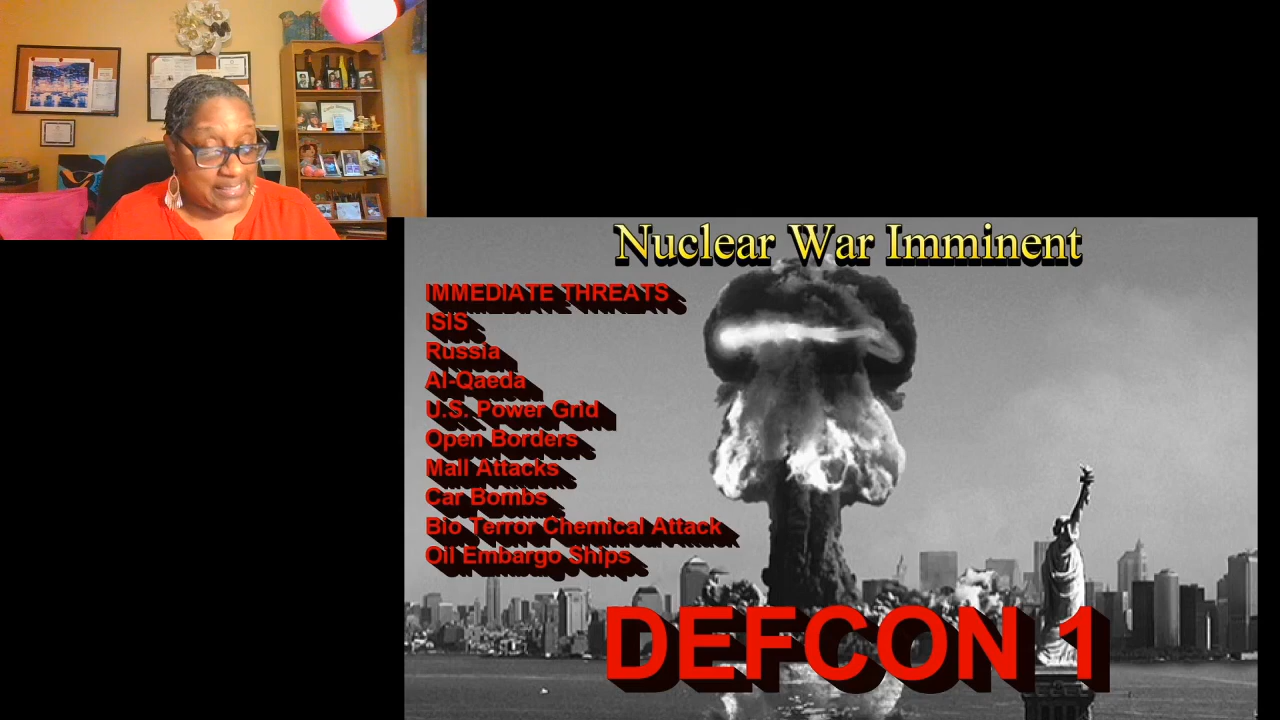 Nuclear War Imminent
IMMEDIATE THREATS
ISIS
Russia
Al-Qaeda
U.S. Power Grid
Open Borders
Mall Attacks
Car Bombs
Bio Terror Chemical Attack
Oil Embargo Ships
DEFCON 1